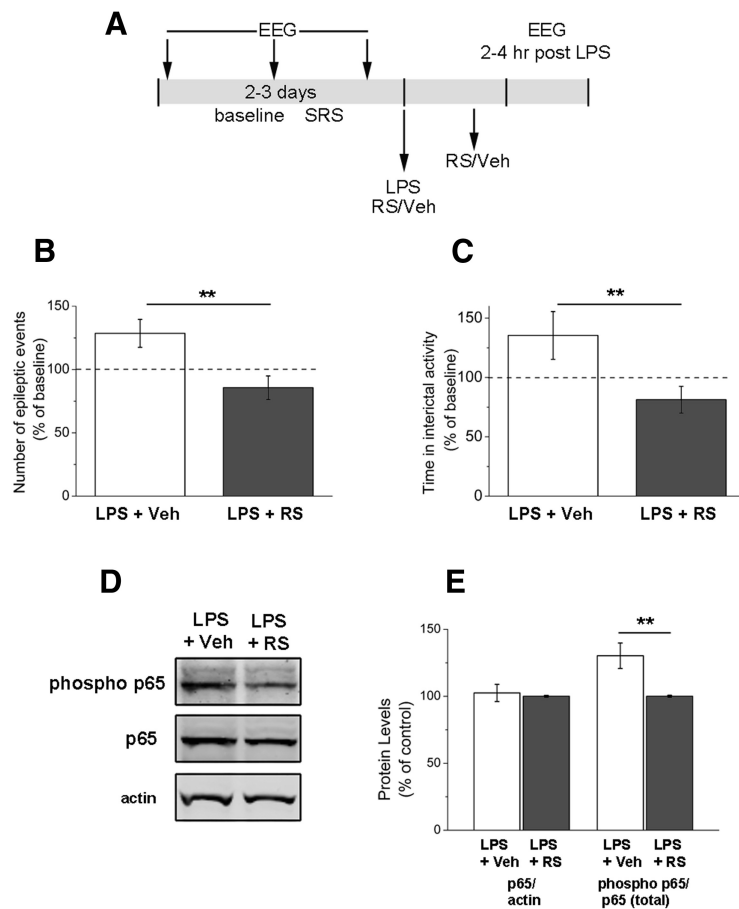 A
EEG
EEG
2-4 hr post LPS
2-3 days
baseline SRS
RS/Veh
LPS
RS/Veh
B
**
Number of epileptic events
(% of baseline)
150
100
50
0
LPS + Veh LPS + RS
C
**
Time in interictal activity
(% of baseline)
150
100
50
0
LPS + Veh LPS + RS
D
LPS LPS
+ Veh + RS
phospho p65
p65
actin
E
**
Protein Levels
(% of control)
150
100
50
0
LPS LPS LPS LPS
+ Veh + RS + Veh + RS
p65/ phospho p65/
actin p65 (total)